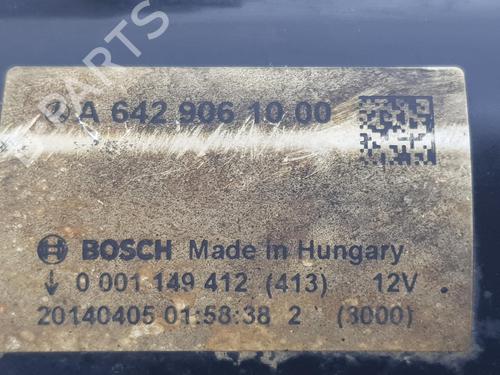 PARTS
A 642 906 10 00
BOSCH Made in Hungary
↓ 0 001 149 412 (413) 12V
20140405 01:58:38 2 (3000)